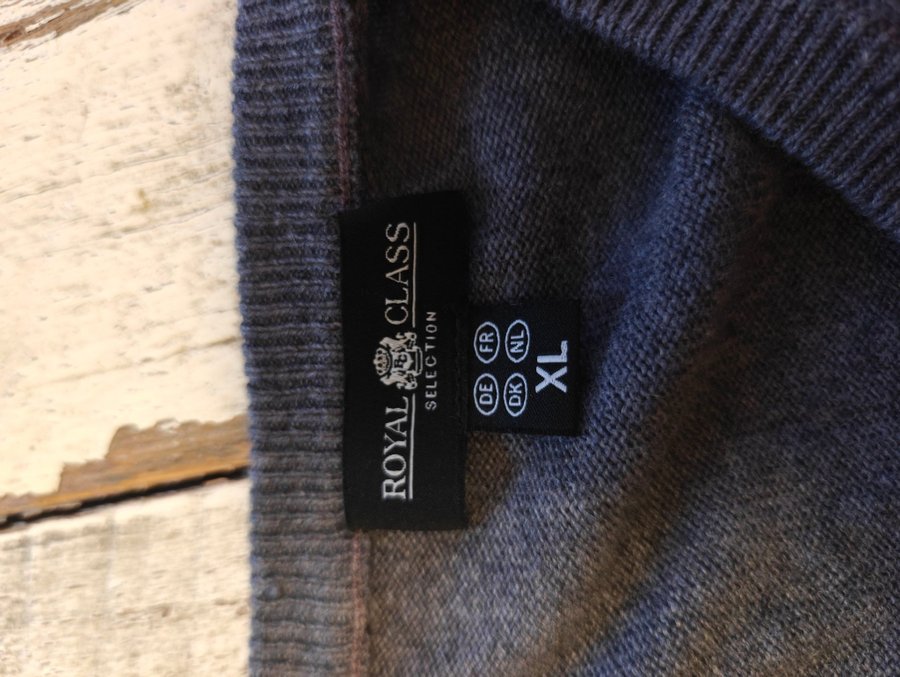 ROYAL CLASS
SELECTION
DE FR
DK NL
XL